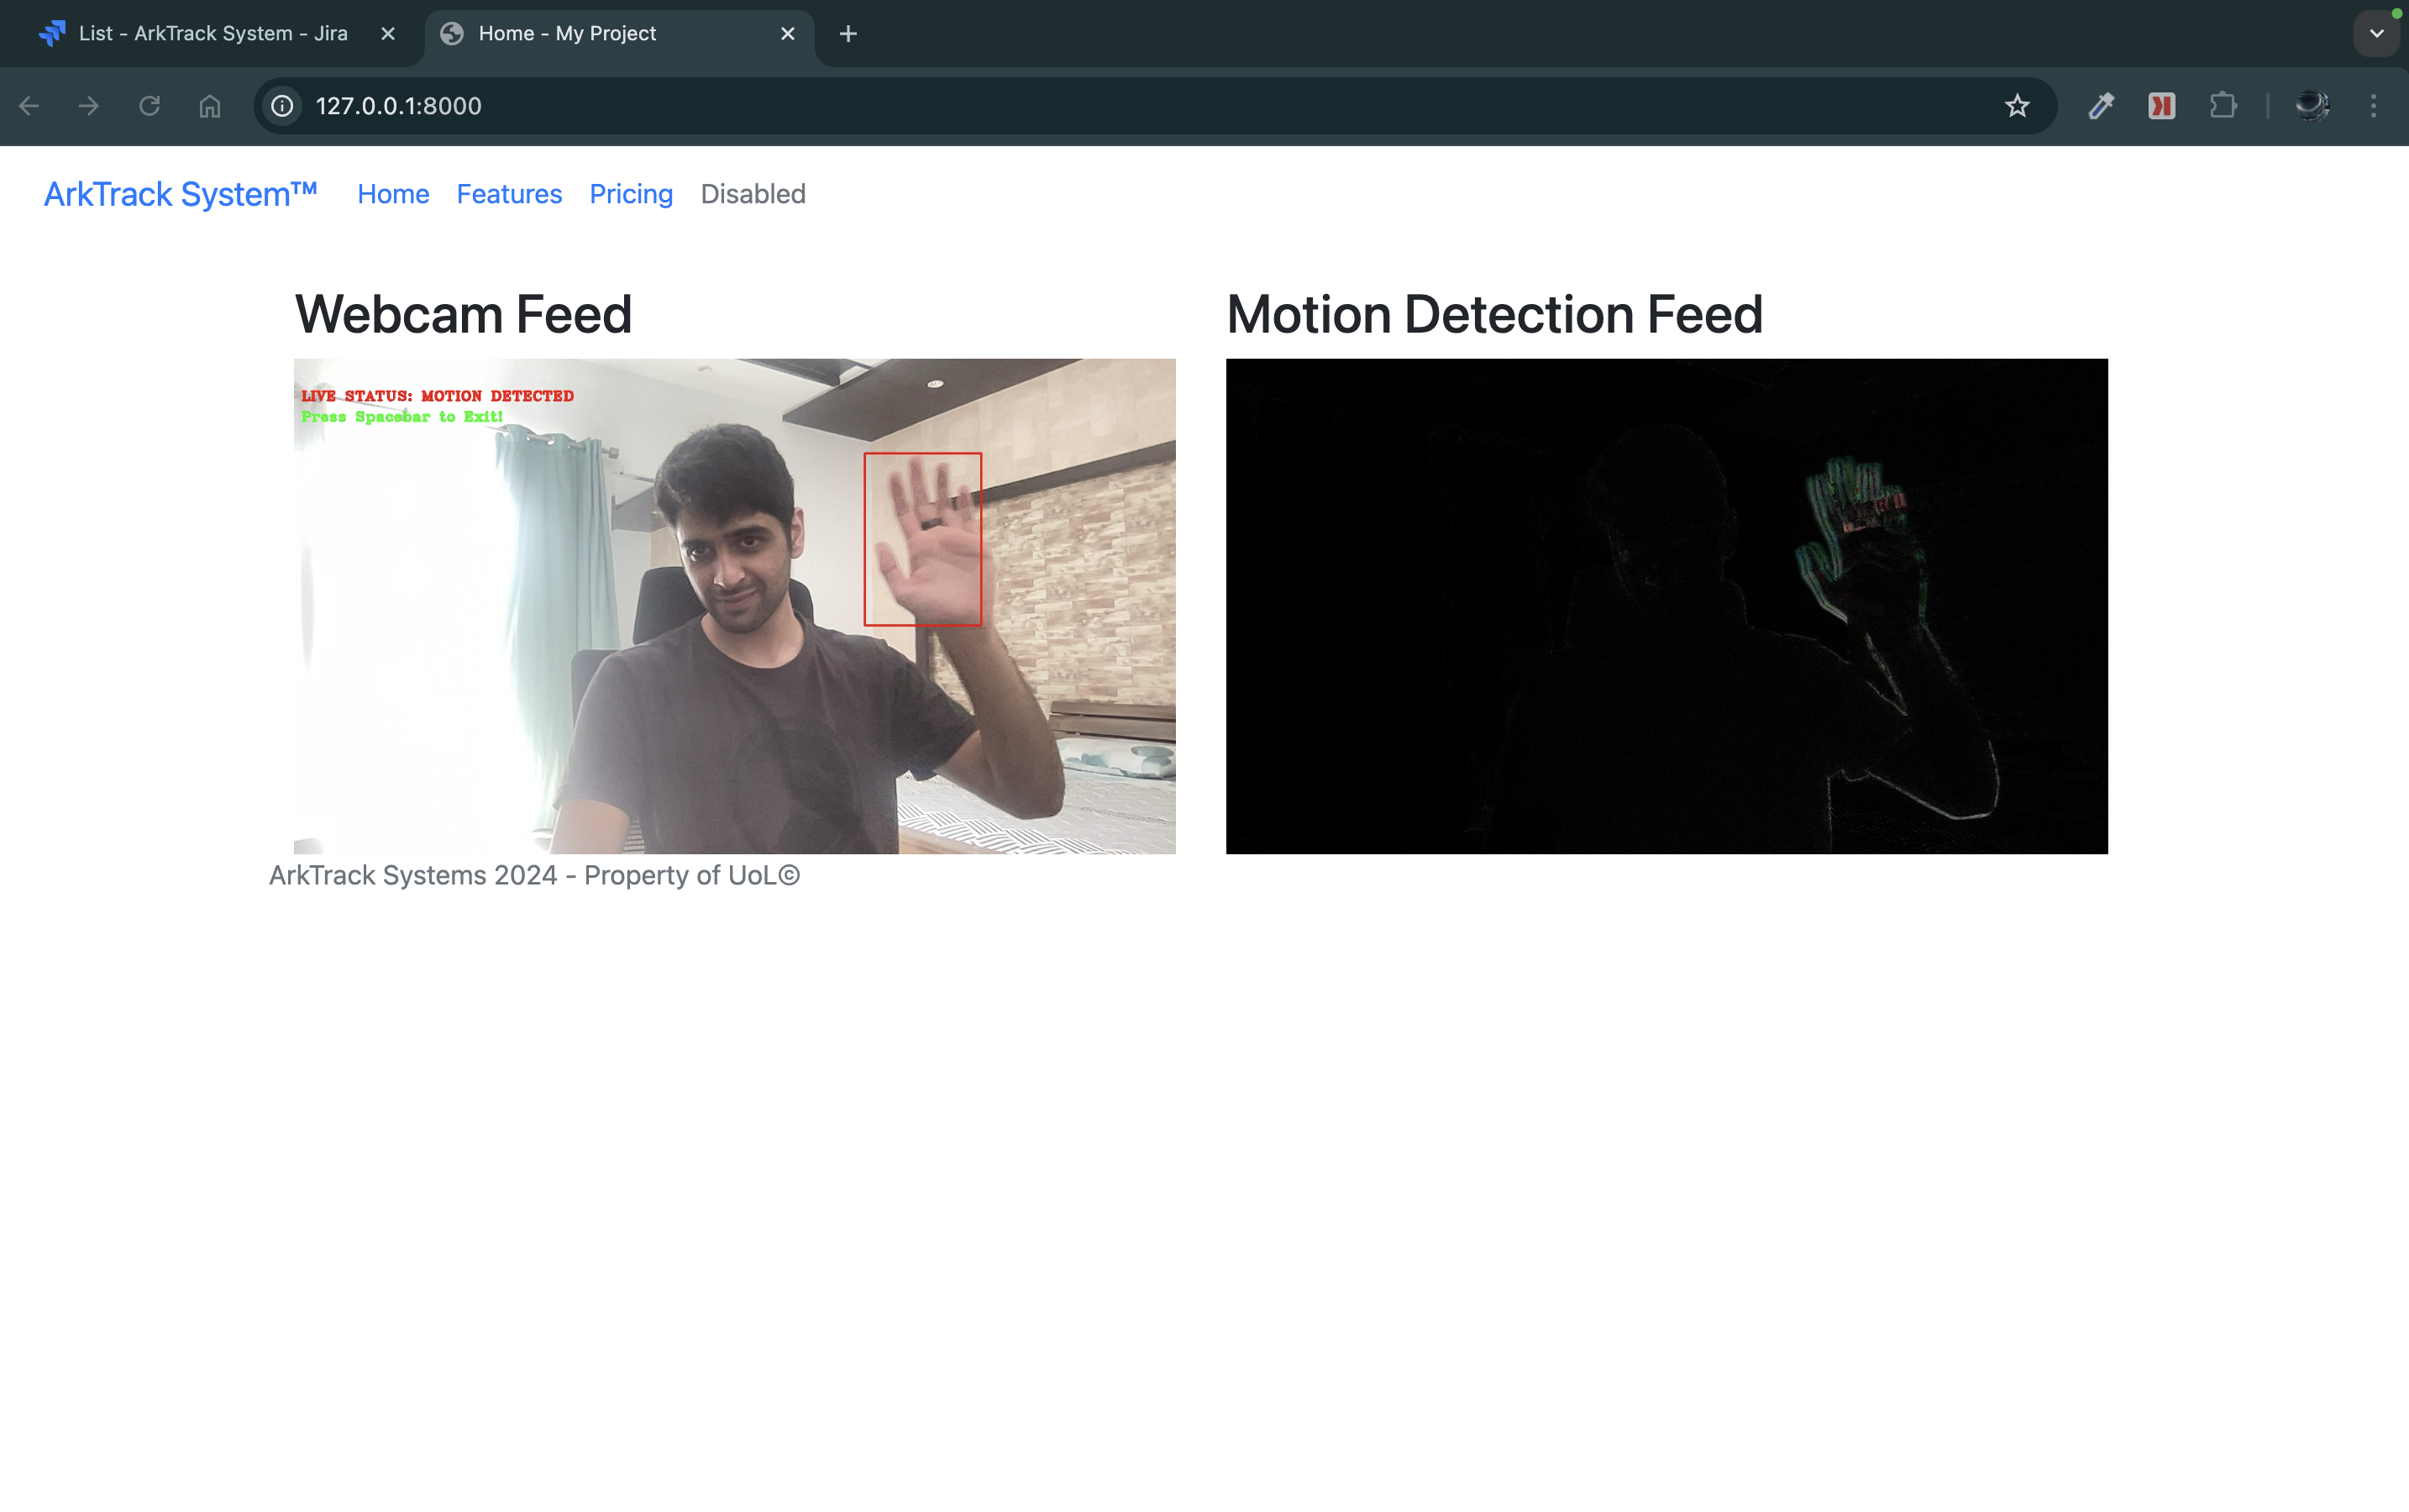 List - ArkTrack System - Jira
Home - My Project
127.0.0.1:8000
ArkTrack System™ Home Features Pricing Disabled
Webcam Feed
Motion Detection Feed
LIVE STATUS: MOTION DETECTED
Press Spacebar to Exit!
ArkTrack Systems 2024 - Property of UoL©